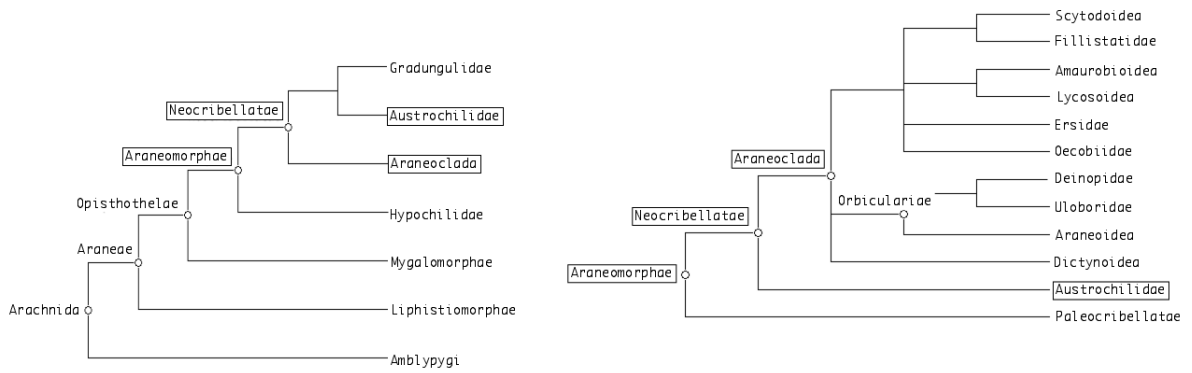 Gradungulidae
Neocribellatae
Austrochilidae
Araneomorphae
Araneoclada
Opisthothelae
Hypochilidae
Araneae
Mygalomorphae
Arachnida
Liphistiomorphae
Amblypygi
Scytodoidea
Fillistatidae
Amaurobioidea
Lycosoidea
Ersidae
Araneoclada
Oecobiidae
Deinopidae
Orbiculariae
Uloboridae
Neocribellatae
Araneoidea
Dictynoidea
Araneomorphae
Austrochilidae
Paleocribellatae